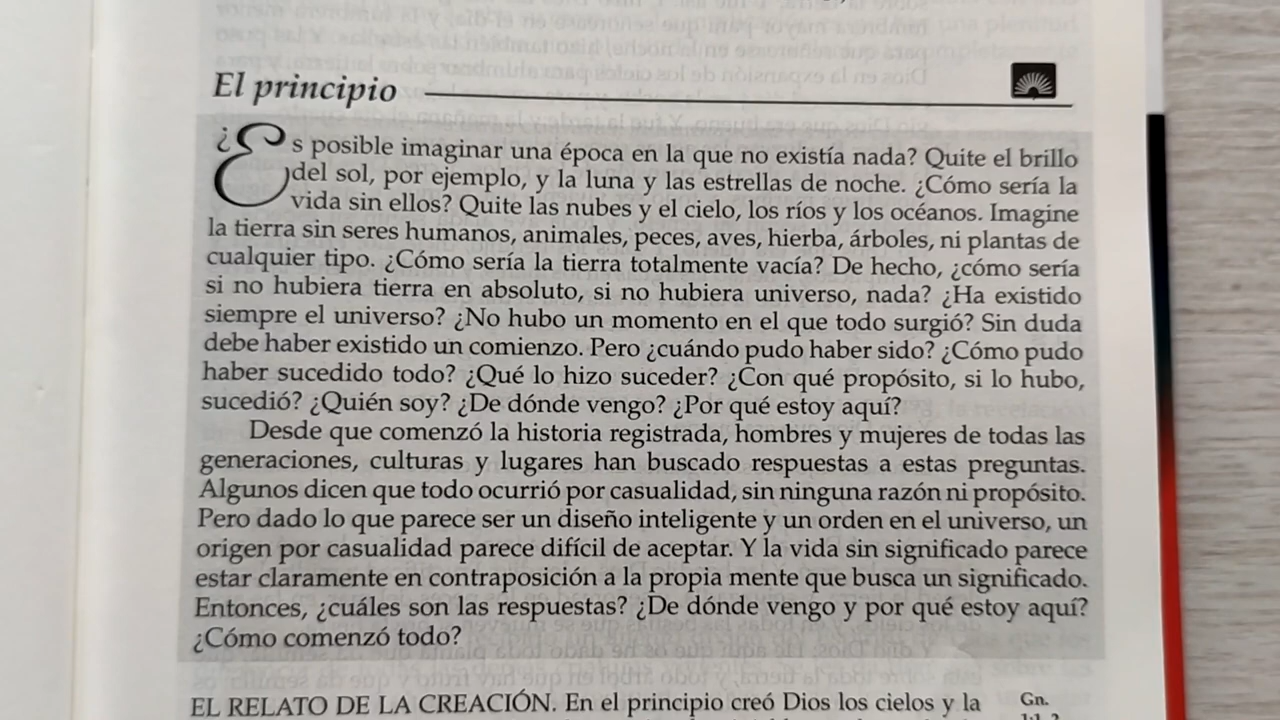 El principio
¿Es posible imaginar una época en la que no existía nada? Quite el brillo
del sol, por ejemplo, y la luna y las estrellas de noche. ¿Cómo sería la
vida sin ellos? Quite las nubes y el cielo, los ríos y los océanos. Imagine
la tierra sin seres humanos, animales, peces, aves, hierba, árboles, ni plantas de
cualquier tipo. ¿Cómo sería la tierra totalmente vacía? De hecho, ¿cómo sería
si no hubiera tierra en absoluto, si no hubiera universo, nada? ¿Ha existido
siempre el universo? ¿No hubo un momento en el que todo surgió? Sin duda
debe haber existido un comienzo. Pero ¿cuándo pudo haber sido? ¿Cómo pudo
haber sucedido todo? ¿Qué lo hizo suceder? ¿Con qué propósito, si lo hubo,
sucedió? ¿Quién soy? ¿De dónde vengo? ¿Por qué estoy aquí?
Desde que comenzó la historia registrada, hombres y mujeres de todas las
generaciones, culturas y lugares han buscado respuestas a estas preguntas.
Algunos dicen que todo ocurrió por casualidad, sin ninguna razón ni propósito.
Pero dado lo que parece ser un diseño inteligente y un orden en el universo, un
origen por casualidad parece difícil de aceptar. Y la vida sin significado parece
estar claramente en contraposición a la propia mente que busca un significado.
Entonces, ¿cuáles son las respuestas? ¿De dónde vengo y por qué estoy aquí?
¿Cómo comenzó todo?
EL RELATO DE LA CREACIÓN. En el principio creó Dios los cielos y la
Gn.
1:1, 2